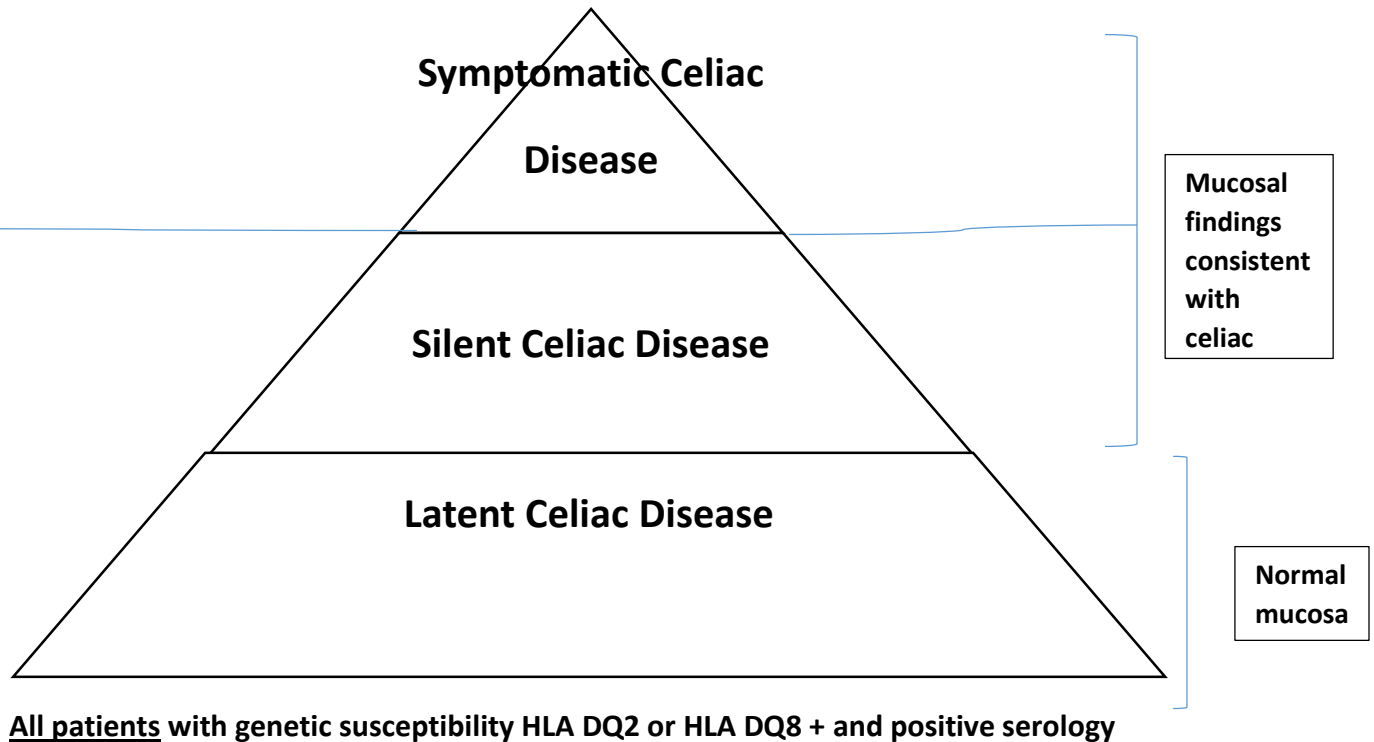 Symptomatic Celiac
Disease
Mucosal
findings
consistent
with
celiac
Silent Celiac Disease
Latent Celiac Disease
Normal
mucosa
All patients with genetic susceptibility HLA DQ2 or HLA DQ8 + and positive serology